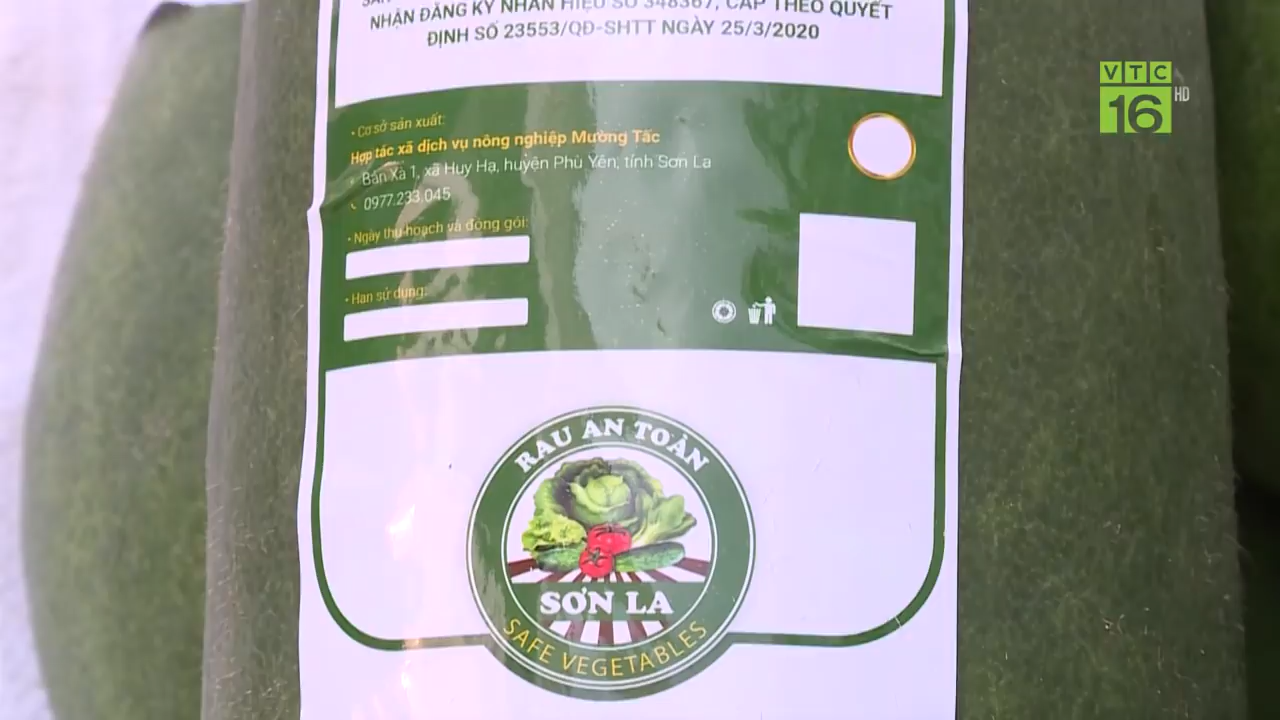 NHẬN ĐĂNG KÝ NHÃN HIỆU SỐ 348367, CẤP THEO QUYẾT
ĐỊNH SỐ 23553/QĐ-SHTT NGÀY 25/3/2020
VTC
16 HD
• Cơ sở sản xuất:
Hợp tác xã dịch vụ nông nghiệp Mường Tấc
Bản Xà 1, xã Huy Hạ, huyện Phù Yên, tỉnh Sơn La
0977.233.045
• Ngày thu hoạch và đóng gói:
• Hạn sử dụng:
RAU AN TOÀN
SƠN LA
SAFE VEGETABLES